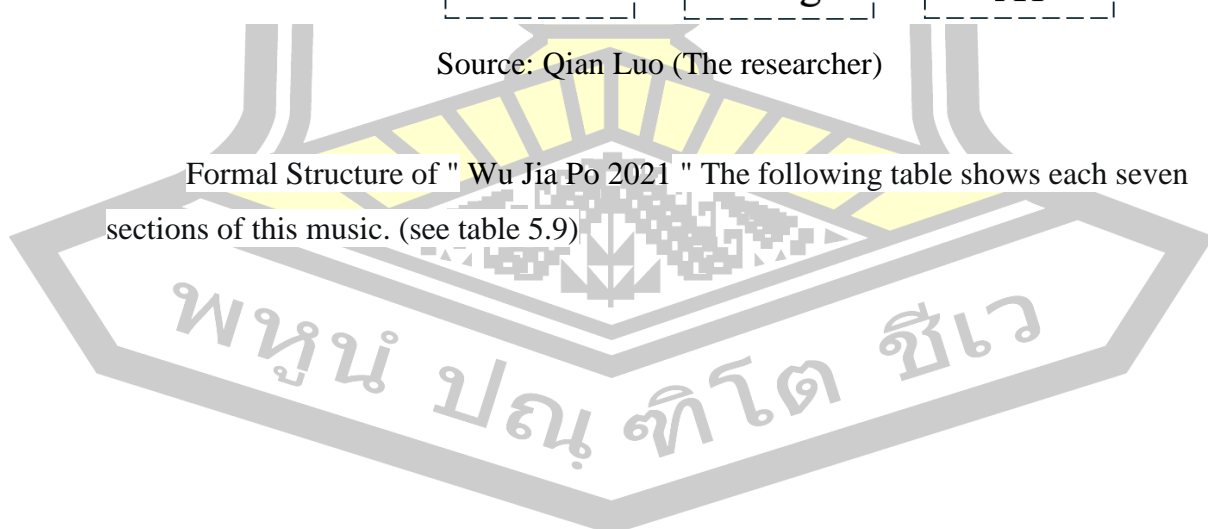 Source: Qian Luo (The researcher)
Formal Structure of " Wu Jia Po 2021 " The following table shows each seven
sections of this music. (see table 5.9)
พหูนํ ปณฺฑิโต ชีเว